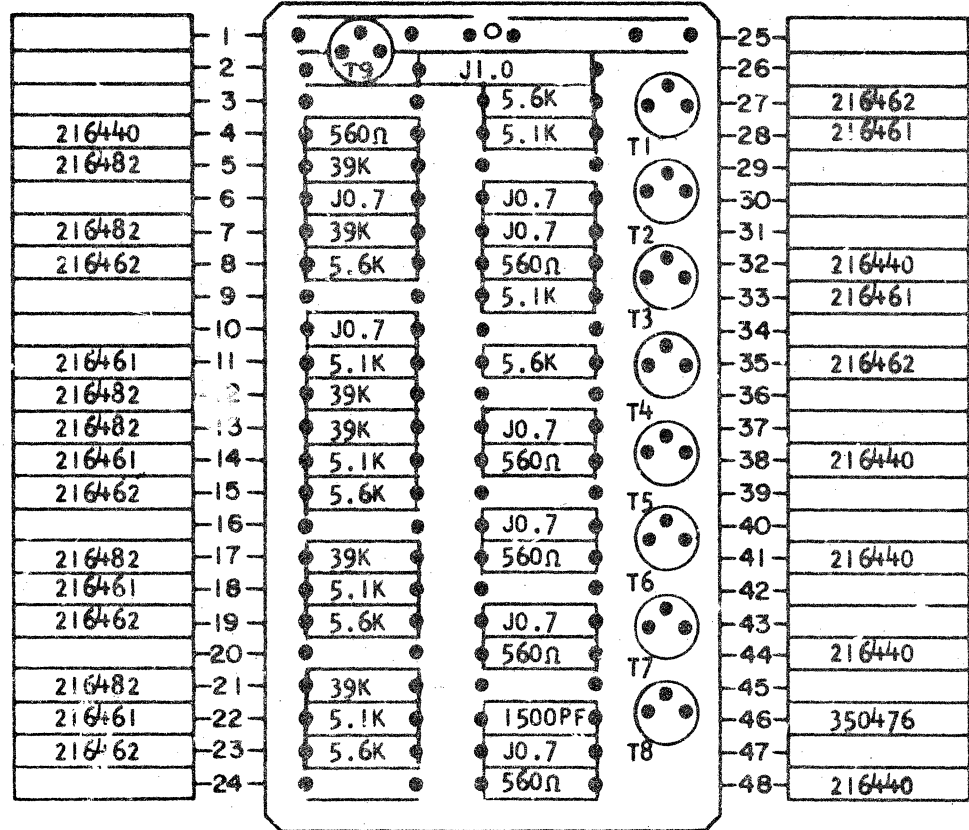 1 25
2 T9 J1.0 26
3 5.6K 27 216462
216440 4 560Ω 5.1K 28 216461
T1
216482 5 39K 29
6 J0.7 J0.7 30
216482 7 39K J0.7 31
T2
216462 8 5.6K 560Ω 32 216440
9 5.1K 33 216461
T3
10 J0.7 34
216461 11 5.1K 5.6K 35 216462
216482 39K 36
T4
216482 13 39K J0.7 37
216461 14 5.1K 560Ω 38 216440
216462 15 5.6K 39
T5
16 J0.7 40
216482 17 39K 560Ω 41 216440
216461 18 5.1K 42
T6
216462 19 5.6K J0.7 43
20 560Ω 44 216440
T7
216482 21 39K 45
216461 22 5.1K 1500PF 46 350476
216462 23 5.6K J0.7 47
T8
24 560Ω 48 216440